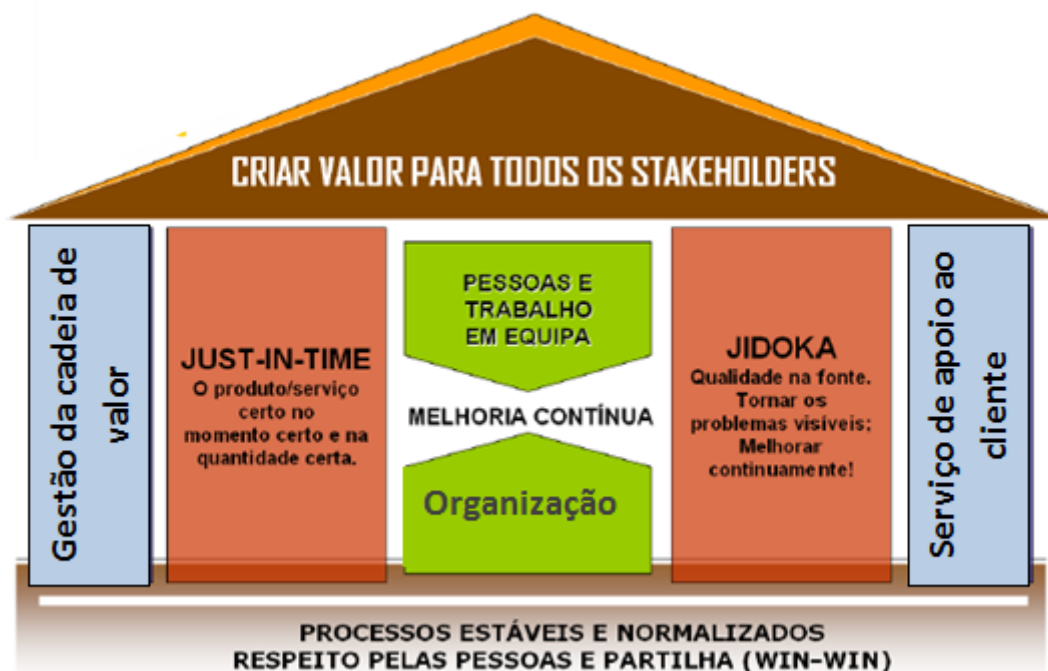 CRIAR VALOR PARA TODOS OS STAKEHOLDERS
Gestão da cadeia de
valor
JUST-IN-TIME
O produto/serviço
certo no
momento certo e na
quantidade certa.
PESSOAS E
TRABALHO
EM EQUIPA
MELHORIA CONTÍNUA
Organização
JIDOKA
Qualidade na fonte.
Tornar os
problemas visíveis;
Melhorar
continuamente!
Serviço de apoio ao
cliente
PROCESSOS ESTÁVEIS E NORMALIZADOS
RESPEITO PELAS PESSOAS E PARTILHA (WIN-WIN)